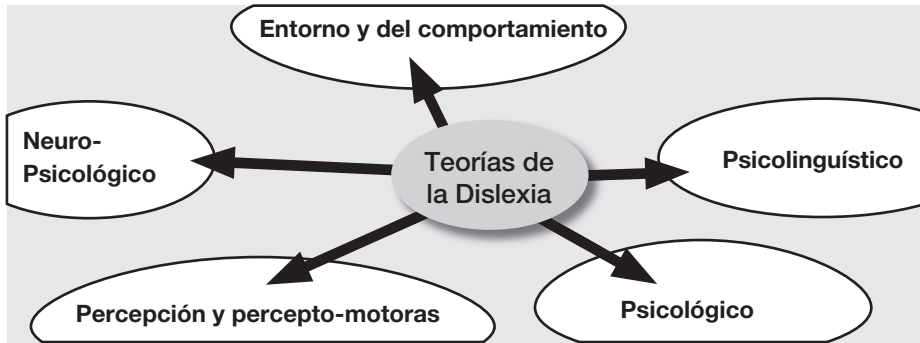 Entorno y del comportamiento
Neuro-
Psicológico
Teorías de
la Dislexia
Psicolinguístico
Percepción y percepto-motoras
Psicológico